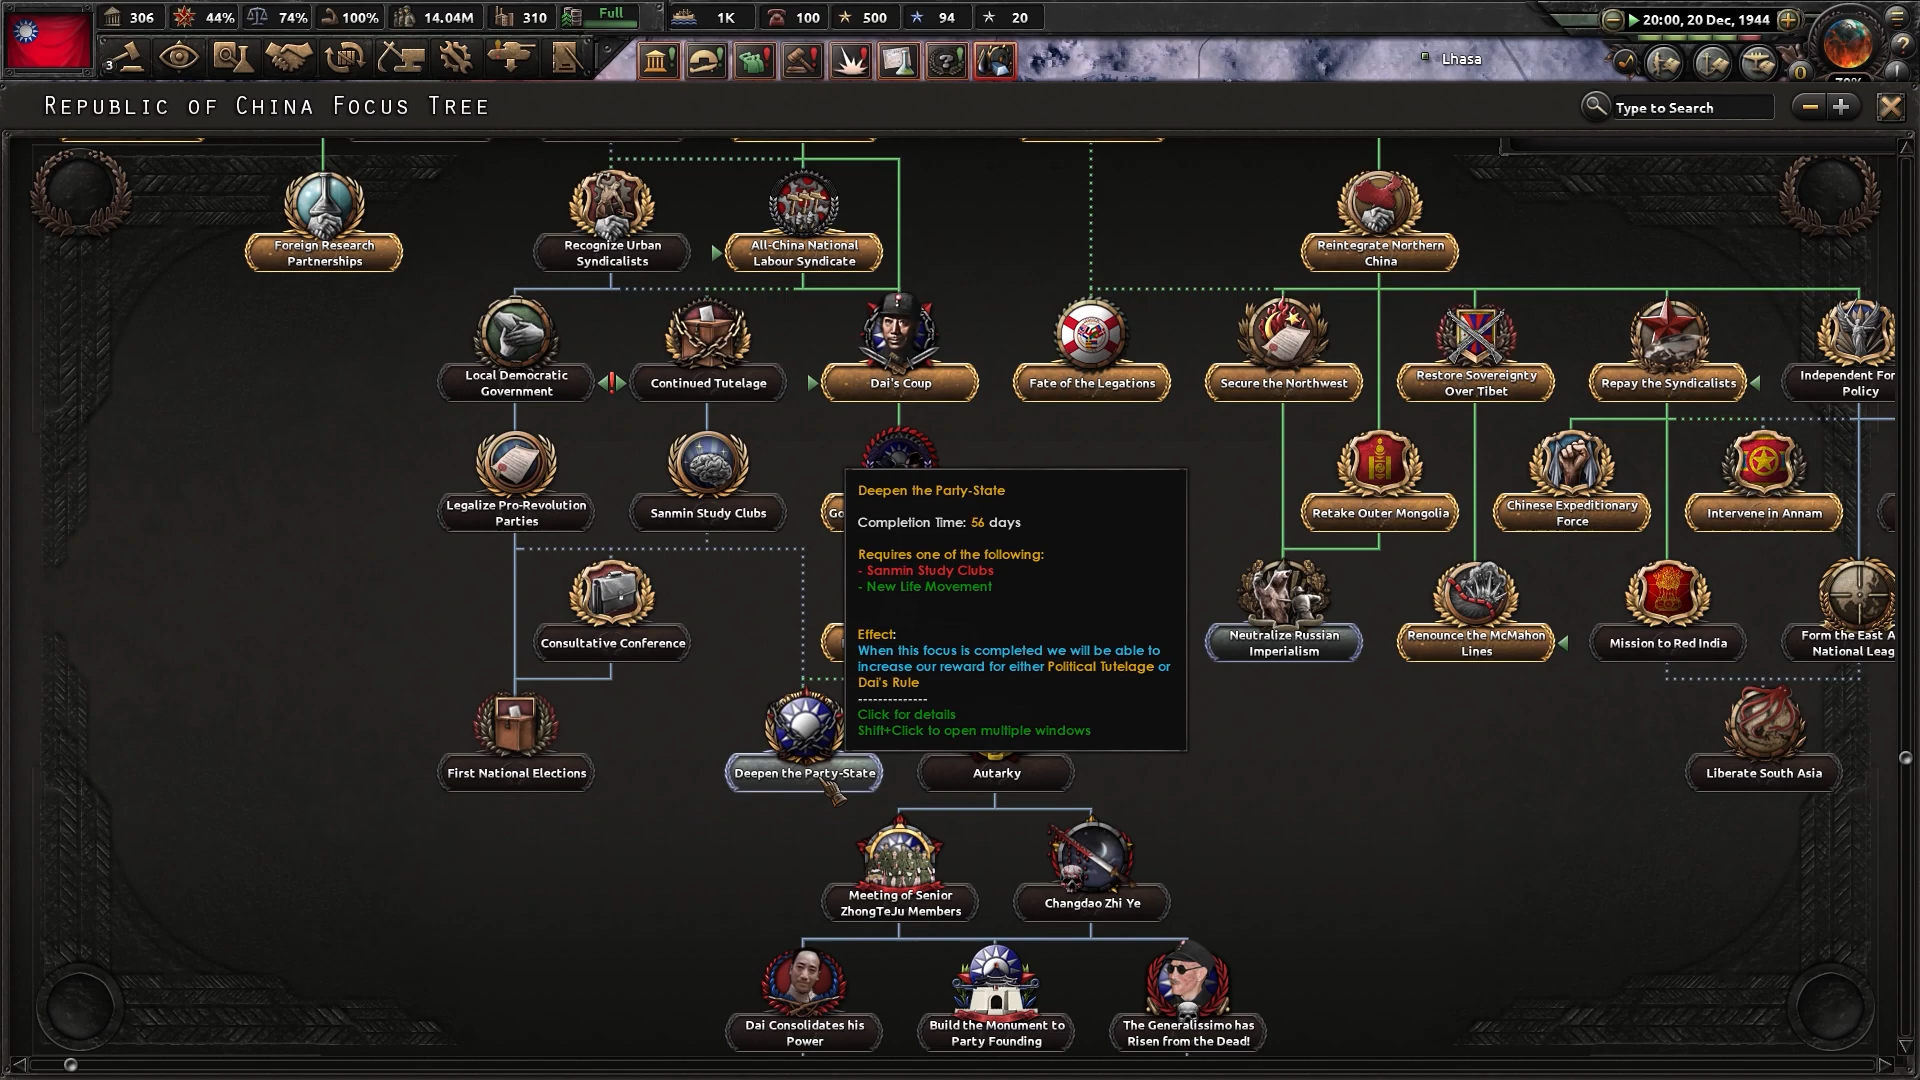 306
44%
74%
100%
14.04M
310
Full
1K
100
500
94
20
20:00, 20 Dec, 1944
3
Lhasa
0
Republic of China Focus Tree
Type to Search
Foreign Research
Partnerships
Recognize Urban
Syndicalists
All-China National
Labour Syndicate
Reintegrate Northern
China
Local Democratic
Government
Continued Tutelage
Dai's Coup
Fate of the Legations
Secure the Northwest
Restore Sovereignty
Over Tibet
Repay the Syndicalists
Independent For
Policy
Legalize Pro-Revolution
Parties
Sanmin Study Clubs
Go
Retake Outer Mongolia
Chinese Expeditionary
Force
Intervene in Annam
Deepen the Party-State
Completion Time: 56 days
Requires one of the following:
- Sanmin Study Clubs
- New Life Movement
Effect:
When this focus is completed we will be able to
increase our reward for either Political Tutelage or
Dai's Rule
--------------
Click for details
Shift+Click to open multiple windows
Consultative Conference
Neutralize Russian
Imperialism
Renounce the McMahon
Lines
Mission to Red India
Form the East A
National Leag
First National Elections
Deepen the Party-State
Autarky
Liberate South Asia
Meeting of Senior
ZhongTeJu Members
Changdao Zhi Ye
Dai Consolidates his
Power
Build the Monument to
Party Founding
The Generalissimo has
Risen from the Dead!